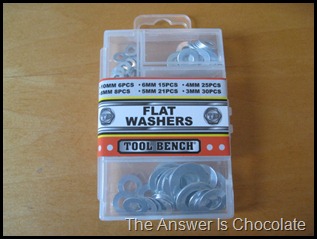 10MM 6PCS • 6MM 15PCS • 4MM 25PCS
8MM 8PCS • 5MM 21PCS • 3MM 30PCS
FLAT
WASHERS
TOOL BENCH
The Answer Is Chocolate